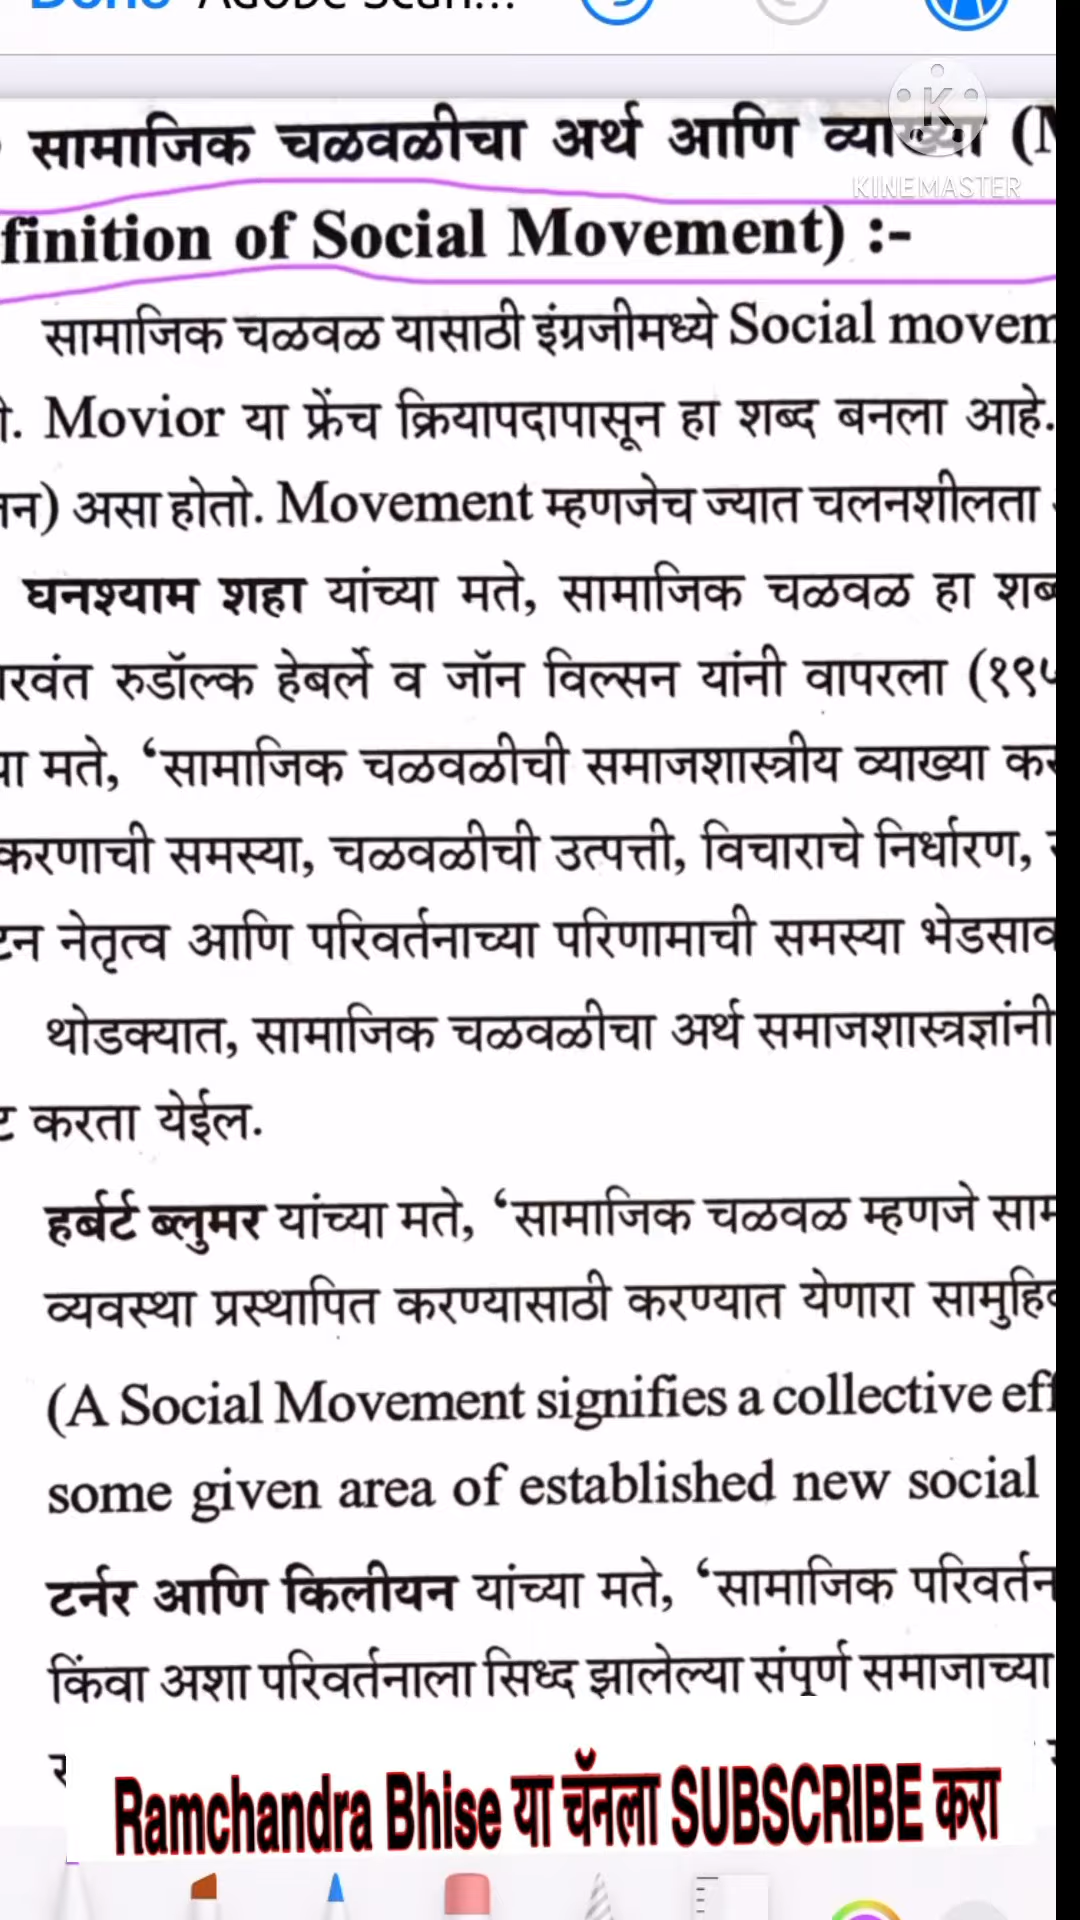 सामाजिक चळवळीचा अर्थ आणि व्याख्या (M
KINEMASTER
finition of Social Movement) :-
सामाजिक चळवळ यासाठी इंग्रजीमध्ये Social movem
Movior या फ्रेंच क्रियापदापासून हा शब्द बनला आहे.
असा होतो. Movement म्हणजेच ज्यात चलनशीलता
घनश्याम शहा यांच्या मते, सामाजिक चळवळ हा शब्
रवंत रुडॉल्क हेबर्ले व जॉन विल्सन यांनी वापरला (१९५
मते, ‘सामाजिक चळवळीची समाजशास्त्रीय व्याख्या कर
करणाची समस्या, चळवळीची उत्पत्ती, विचाराचे निर्धारण,
टन नेतृत्व आणि परिवर्तनाच्या परिणामाची समस्या भेडसाव
थोडक्यात, सामाजिक चळवळीचा अर्थ समाजशास्त्रज्ञांनी
करता येईल.
हर्बर्ट ब्लुमर यांच्या मते, ‘सामाजिक चळवळ म्हणजे साम
व्यवस्था प्रस्थापित करण्यासाठी करण्यात येणारा सामुहि
(A Social Movement signifies a collective eff
some given area of established new social
टर्नर आणि किलीयन यांच्या मते, ‘सामाजिक परिवर्तन
किंवा अशा परिवर्तनाला सिध्द झालेल्या संपूर्ण समाजाच्या
Ramchandra Bhise या चॅनला SUBSCRIBE करा